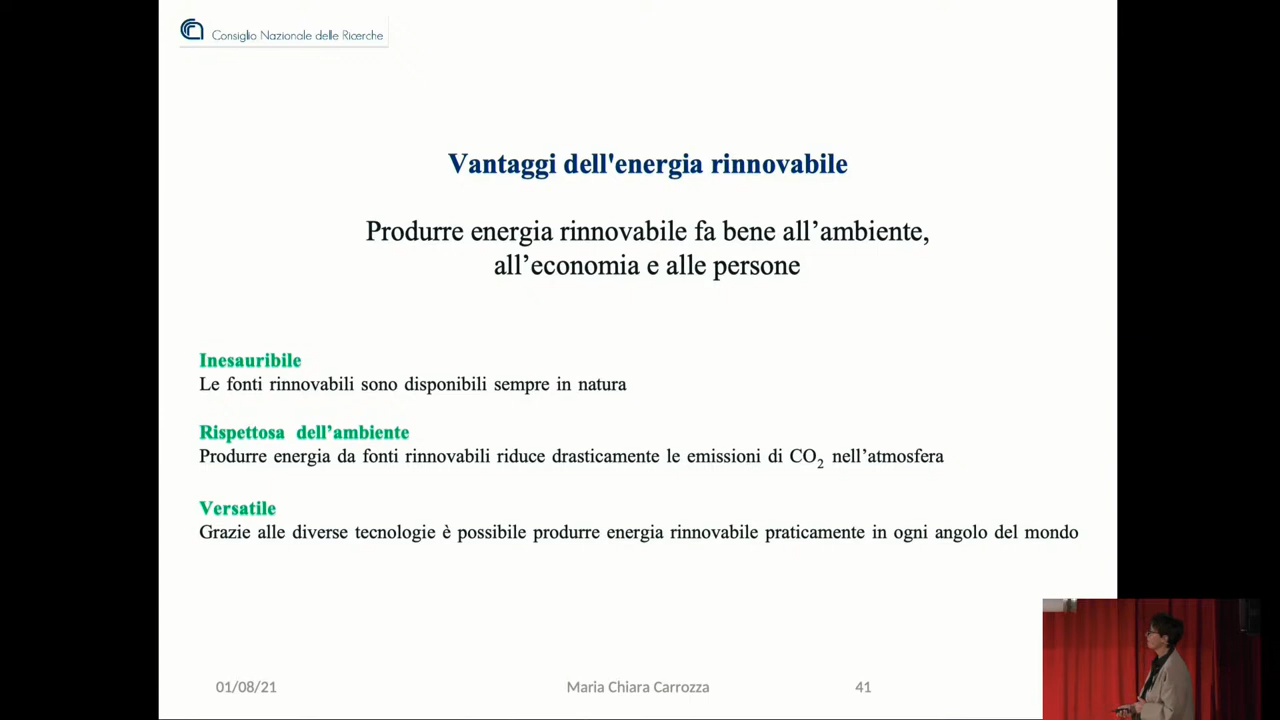 Consiglio Nazionale delle Ricerche
Vantaggi dell'energia rinnovabile
Produrre energia rinnovabile fa bene all’ambiente,
all’economia e alle persone
Inesauribile
Le fonti rinnovabili sono disponibili sempre in natura
Rispettosa dell’ambiente
Produrre energia da fonti rinnovabili riduce drasticamente le emissioni di CO₂ nell’atmosfera
Versatile
Grazie alle diverse tecnologie è possibile produrre energia rinnovabile praticamente in ogni angolo del mondo
01/08/21 Maria Chiara Carrozza 41